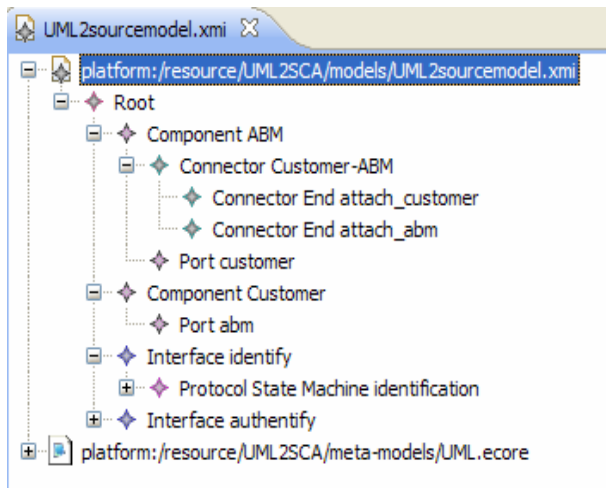 UML2sourcemodel.xmi
platform:/resource/UML2SCA/models/UML2sourcemodel.xmi
Root
Component ABM
Connector Customer-ABM
Connector End attach_customer
Connector End attach_abm
Port customer
Component Customer
Port abm
Interface identify
Protocol State Machine identification
Interface authentify
platform:/resource/UML2SCA/meta-models/UML.ecore